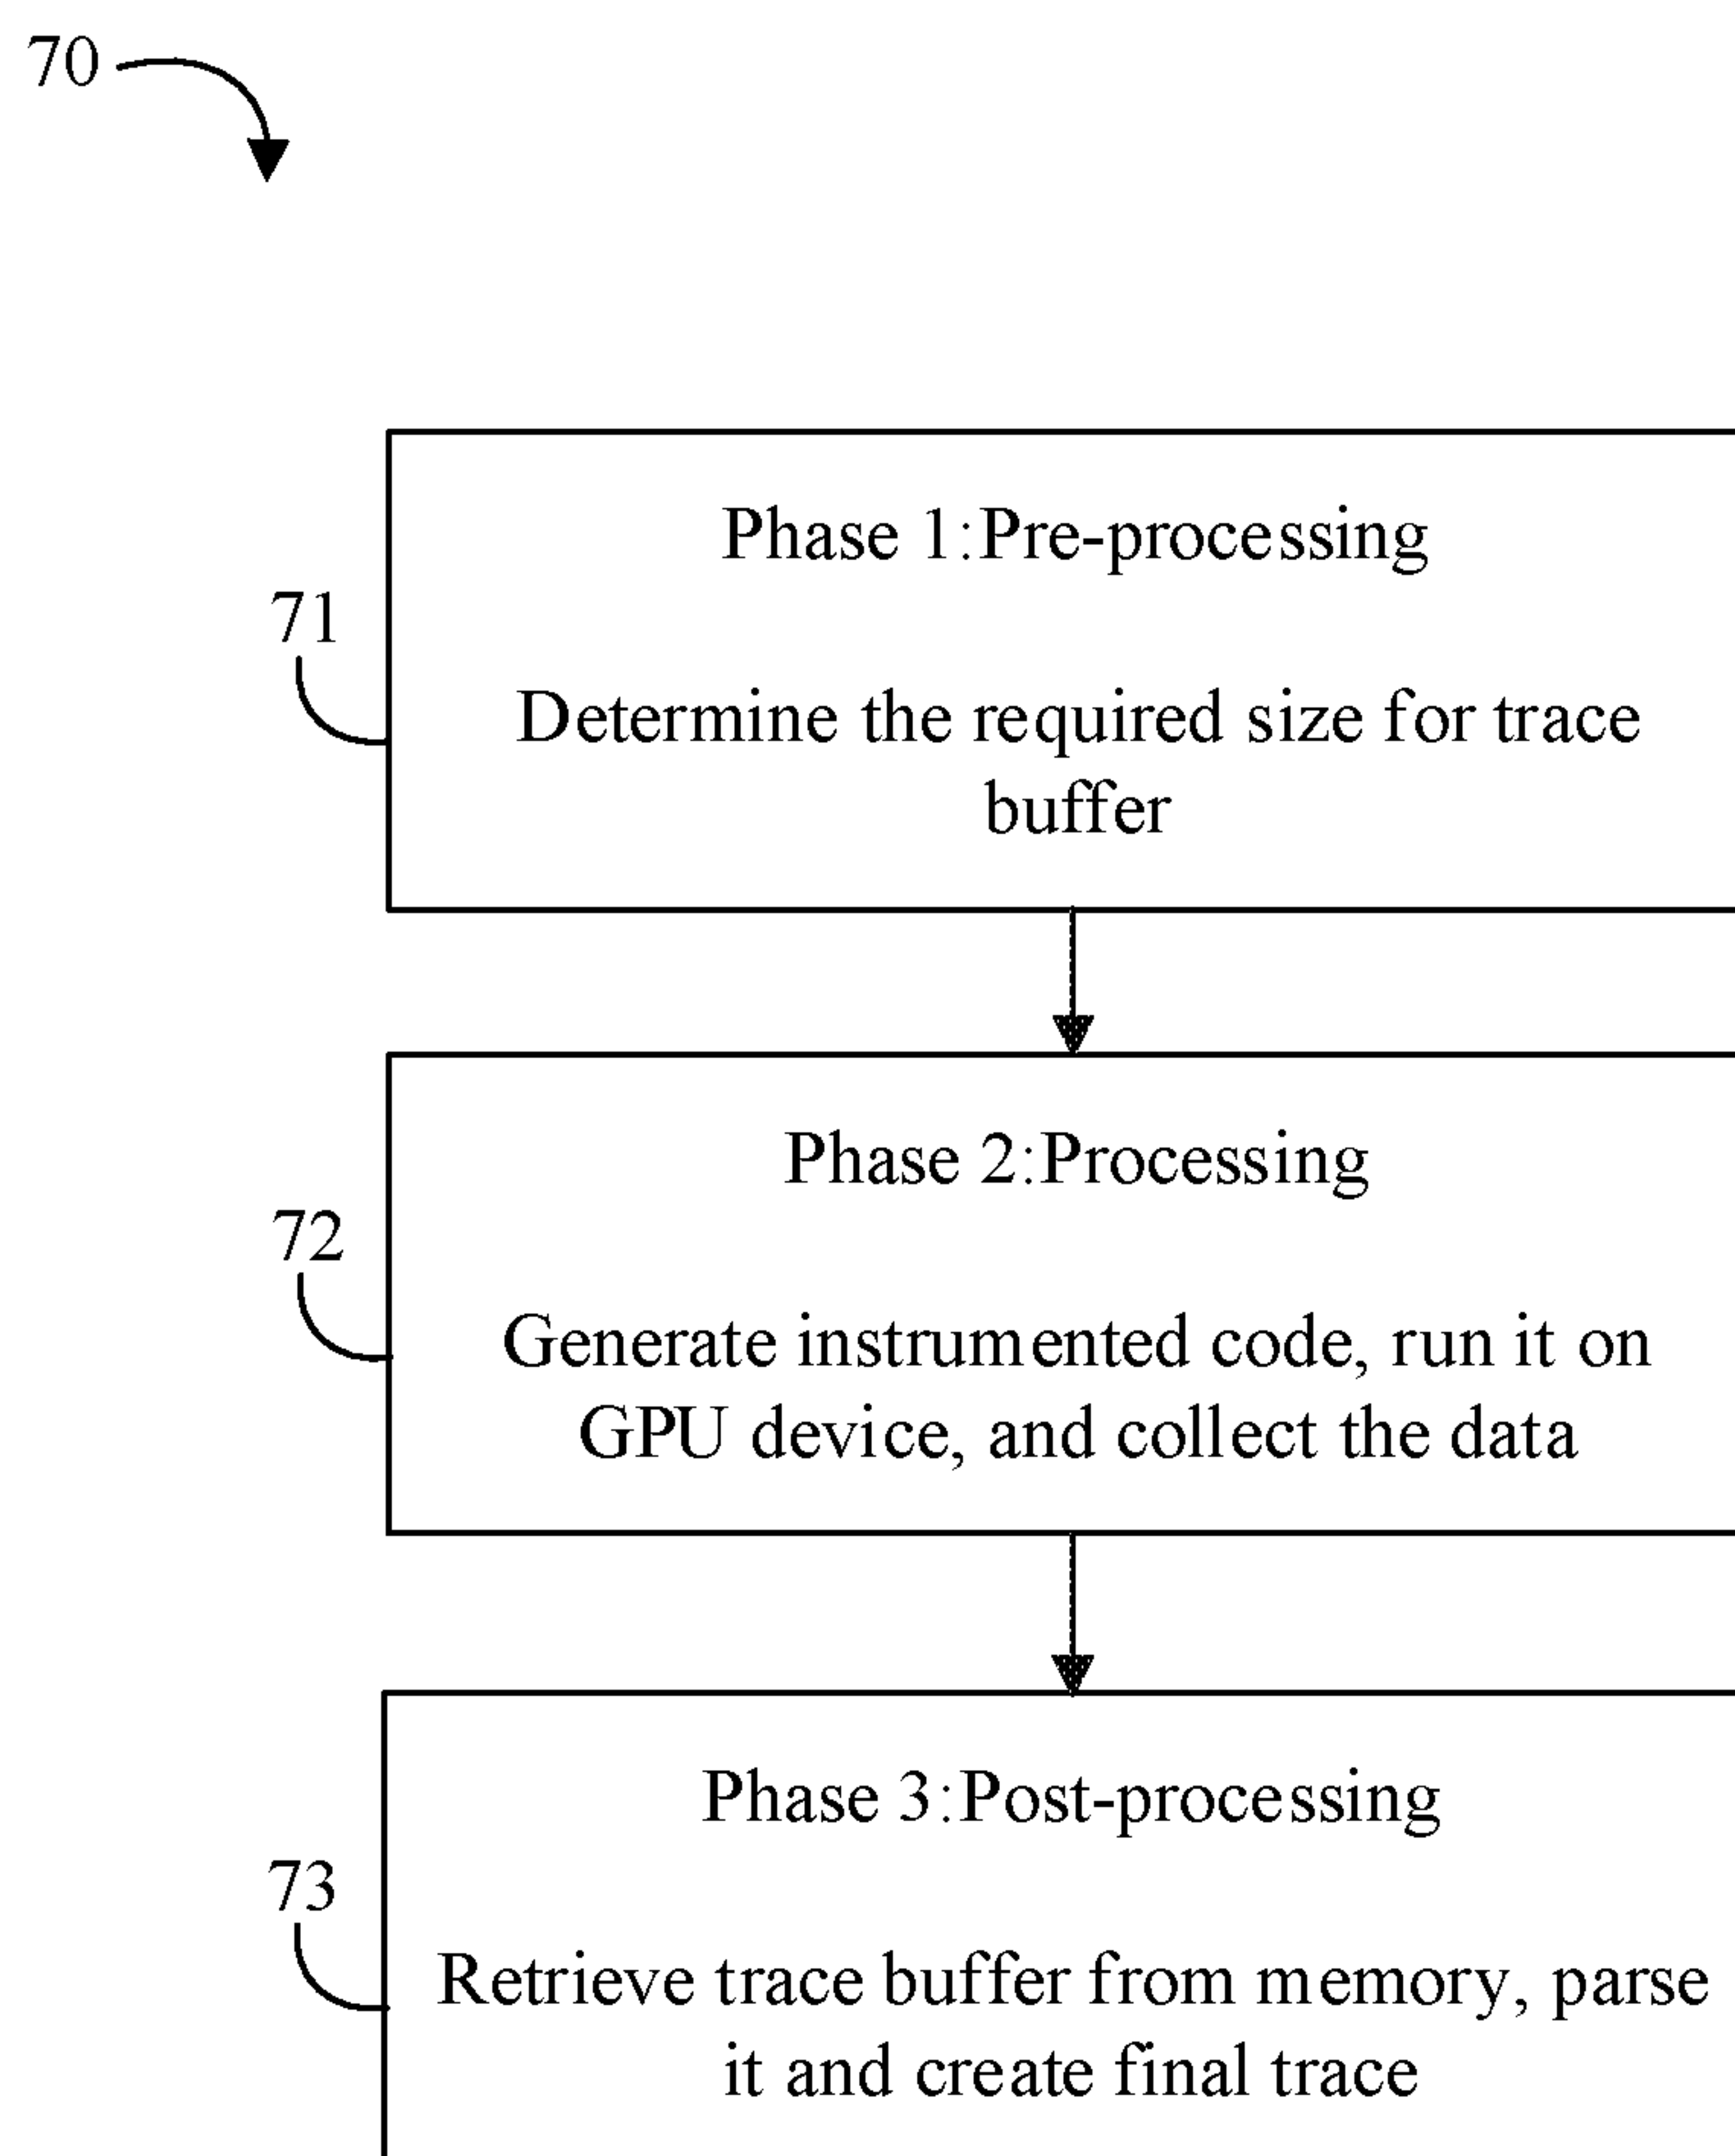 70
Phase 1:Pre-processing
71
Determine the required size for trace
buffer
Phase 2:Processing
72
Generate instrumented code, run it on
GPU device, and collect the data
Phase 3:Post-processing
73
Retrieve trace buffer from memory, parse
it and create final trace